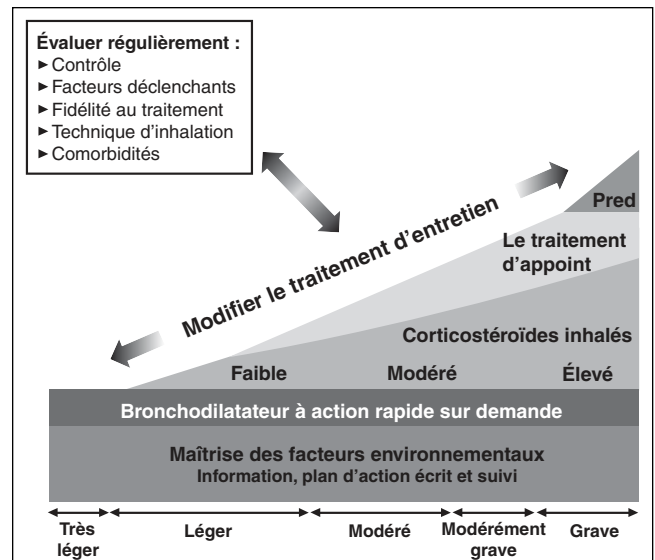 Évaluer régulièrement :
► Contrôle
► Facteurs déclenchants
► Fidélité au traitement
► Technique d'inhalation
► Comorbidités
Modifier le traitement d'entretien
Pred
Le traitement
d'appoint
Corticostéroïdes inhalés
Faible Modéré Élevé
Bronchodilatateur à action rapide sur demande
Maîtrise des facteurs environnementaux
Information, plan d'action écrit et suivi
Très
léger
Léger
Modéré
Modérément
grave
Grave